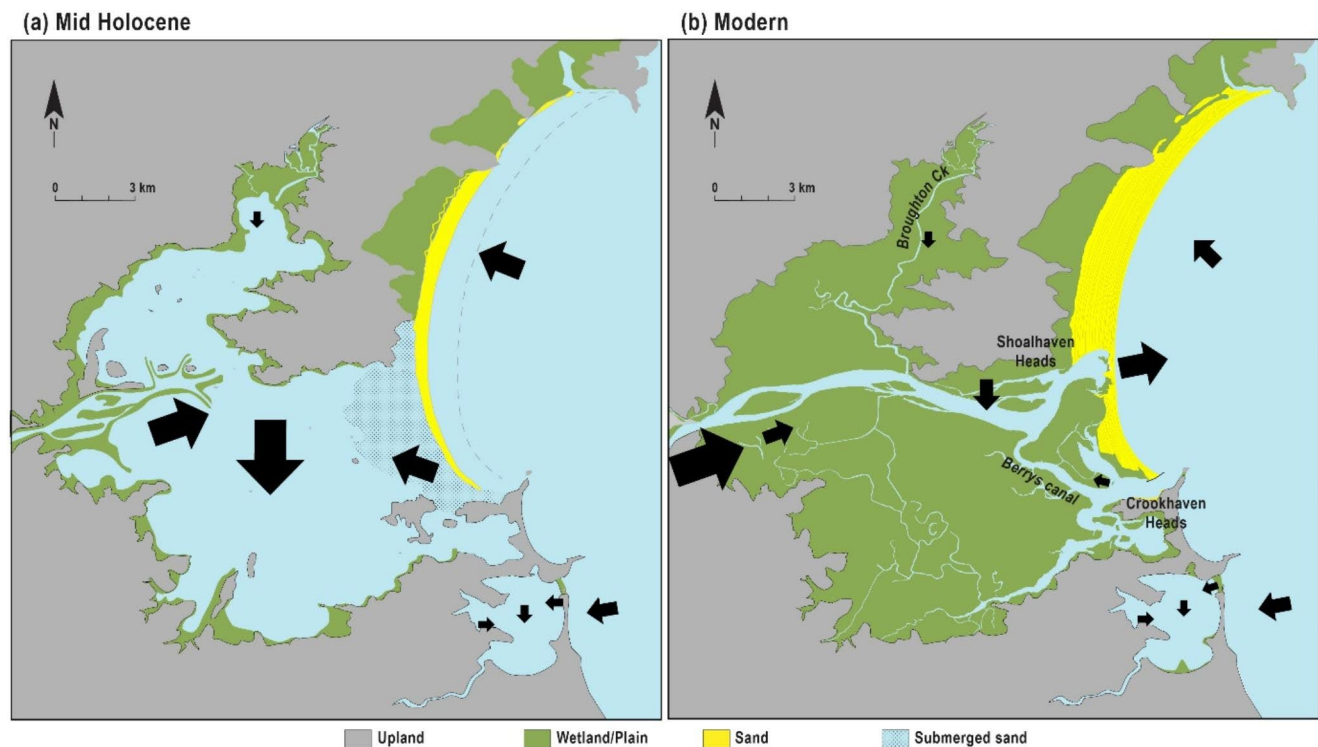 (a) Mid Holocene
(b) Modern
N
0 3 km
N
0 3 km
Broughton Ck
Shoalhaven
Heads
Berrys canal
Crookhaven
Heads
Upland
Wetland/Plain
Sand
Submerged sand